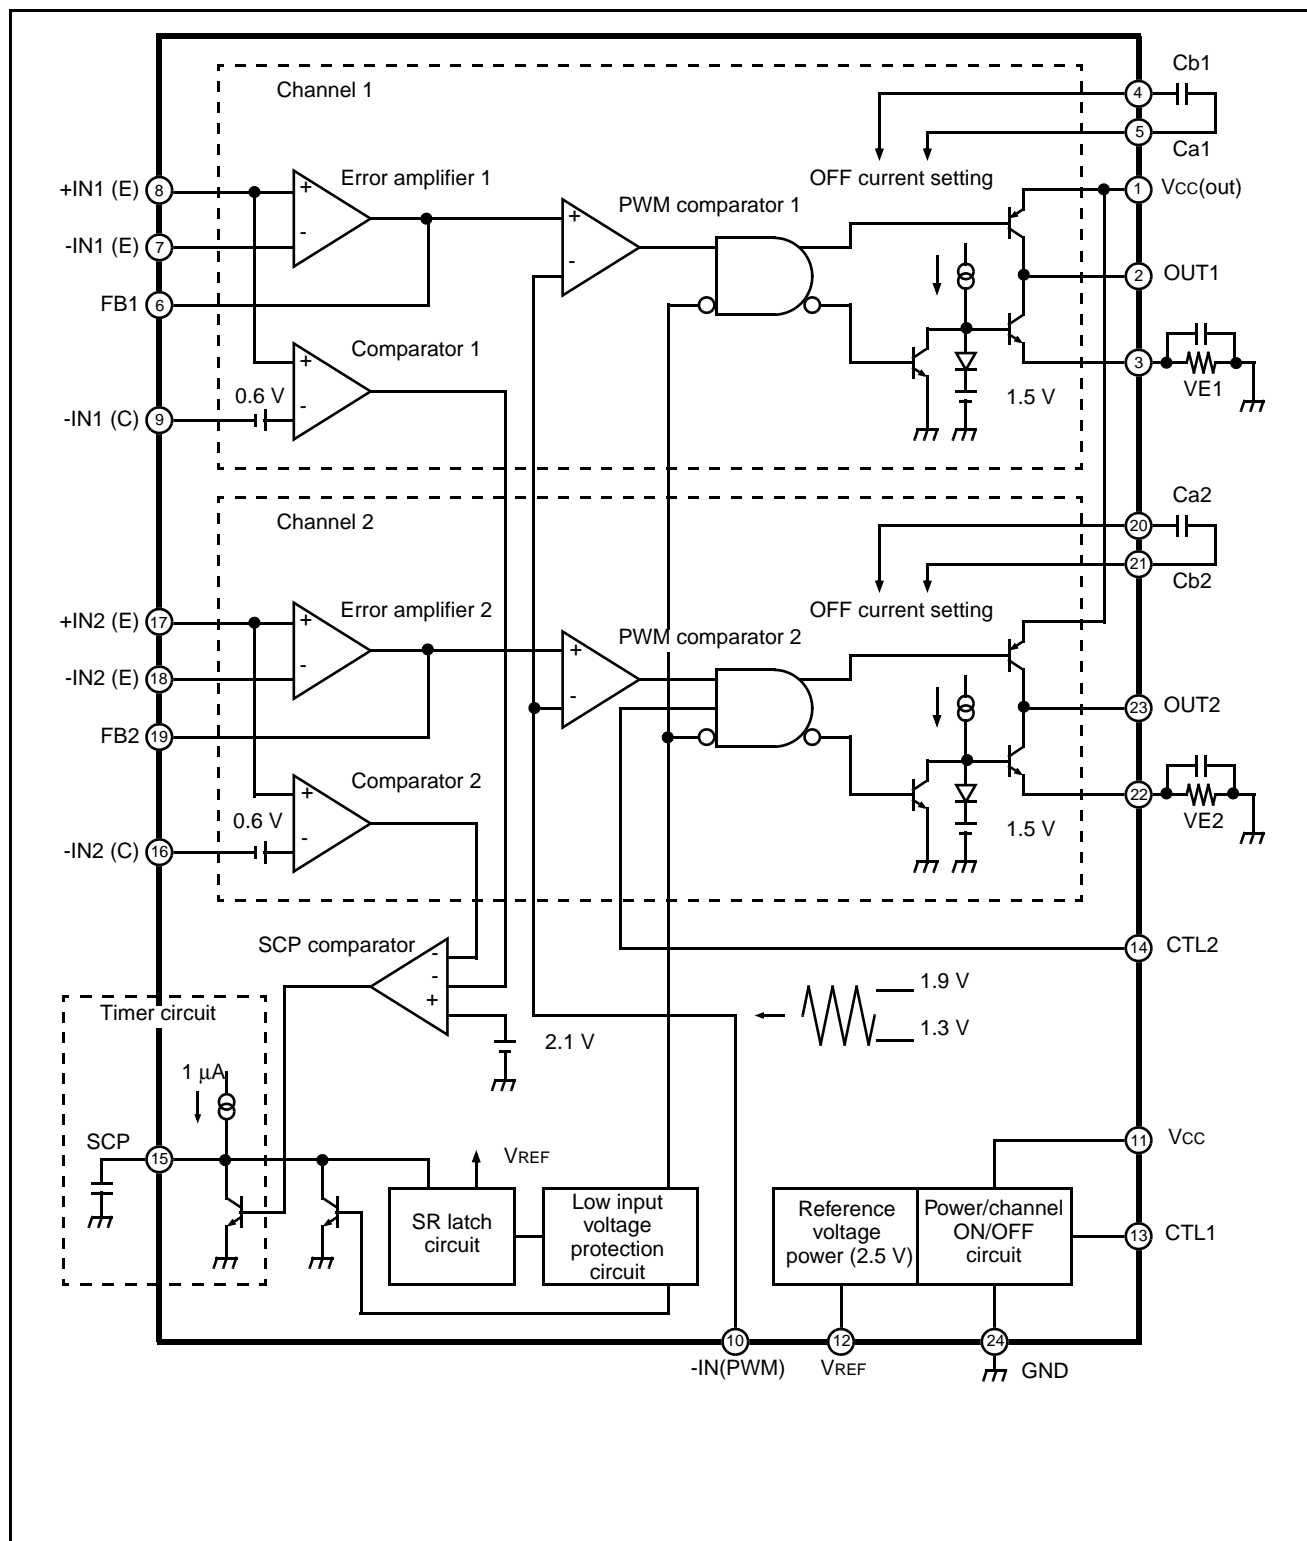 Channel 1
Cb1
4
5
Ca1
OFF current setting
+IN1 (E) 8
Error amplifier 1
+
-
-IN1 (E) 7
FB1 6
PWM comparator 1
+
-
1 VCC(out)
2 OUT1
3
VE1
1.5 V
Comparator 1
+
-
0.6 V
-IN1 (C) 9
Channel 2
Ca2
20
21
Cb2
OFF current setting
+IN2 (E) 17
Error amplifier 2
+
-
-IN2 (E) 18
FB2 19
PWM comparator 2
+
-
23 OUT2
22
VE2
1.5 V
Comparator 2
+
-
0.6 V
-IN2 (C) 16
SCP comparator
-
-
+
14 CTL2
1.9 V
1.3 V
2.1 V
Timer circuit
1 μA
SCP
15
VREF
SR latch
circuit
Low input
voltage
protection
circuit
Reference
voltage
power (2.5 V)
Power/channel
ON/OFF
circuit
11 VCC
13 CTL1
10
-IN(PWM)
12
VREF
24
GND